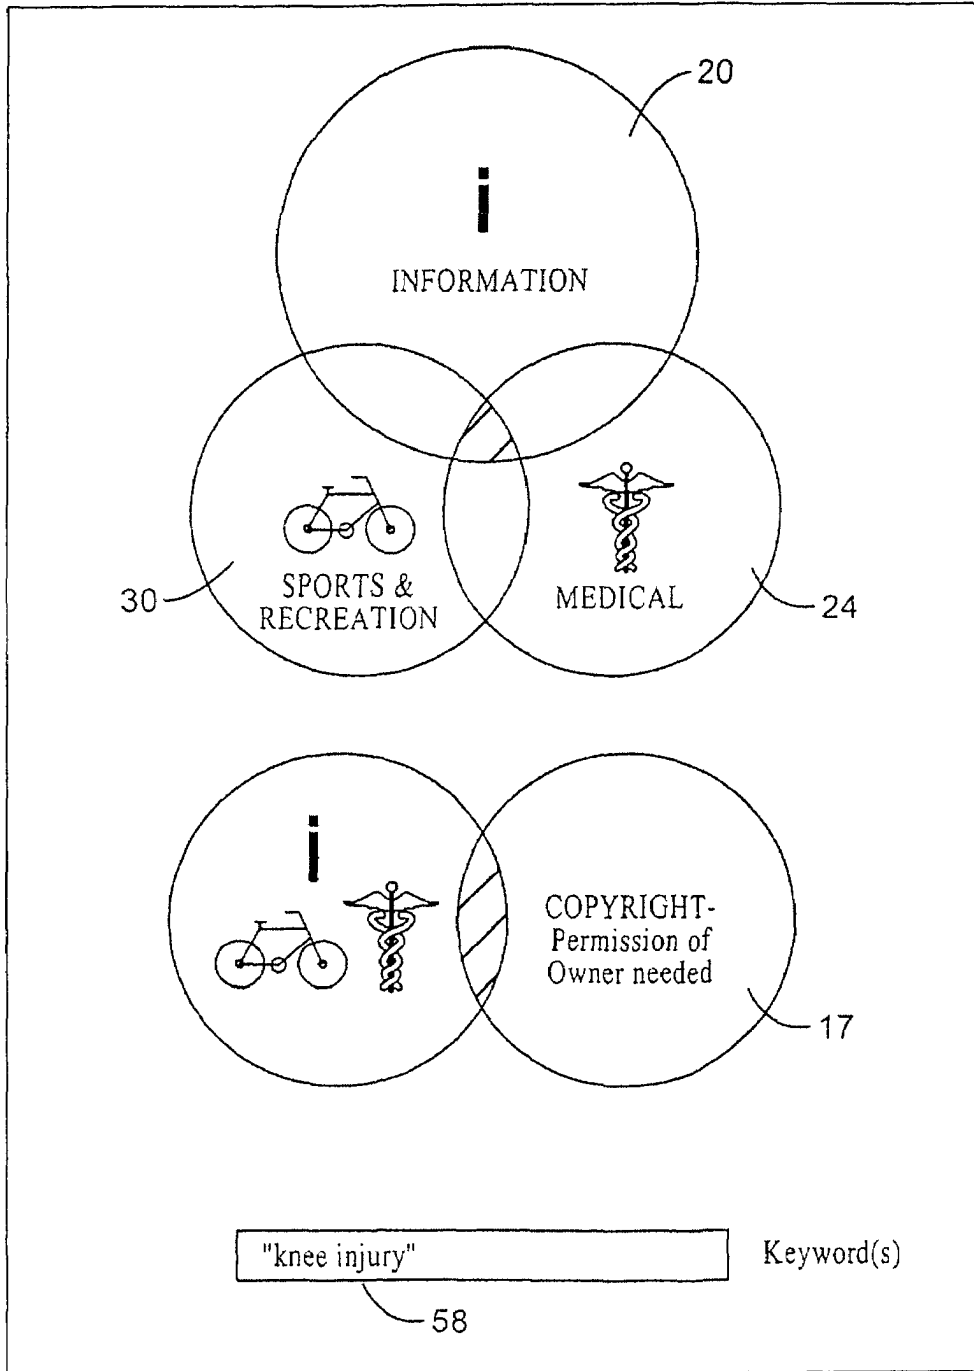 20
i
INFORMATION
SPORTS &
RECREATION
MEDICAL
30
24
i
COPYRIGHT-
Permission of
Owner needed
17
"knee injury"
Keyword(s)
58